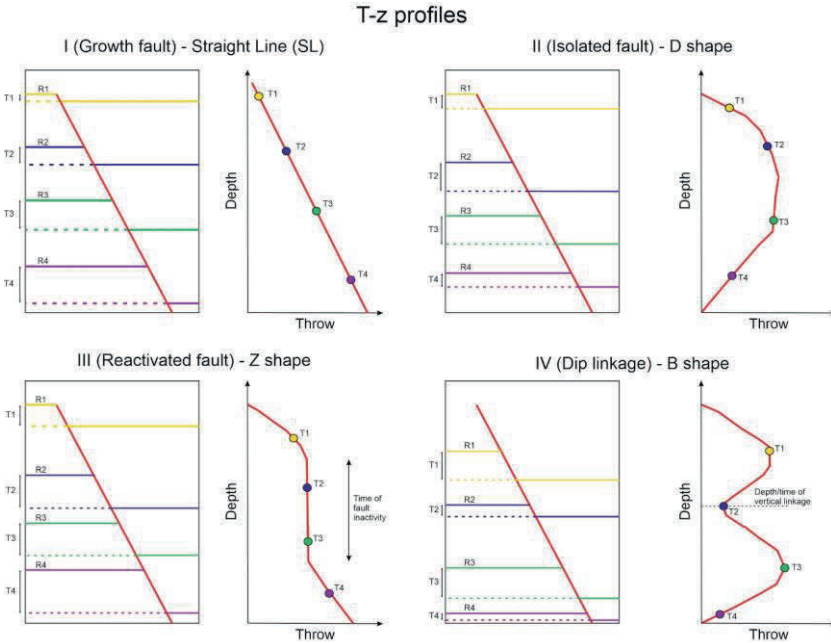 T-z profiles
I (Growth fault) - Straight Line (SL)
R1
T1
R2
T2
R3
T3
R4
T4
Depth
T1
T2
T3
T4
Throw
II (Isolated fault) - D shape
R1
T1
R2
T2
R3
T3
R4
T4
Depth
T1
T2
T3
T4
Throw
III (Reactivated fault) - Z shape
R1
T1
R2
T2
R3
T3
R4
T4
Depth
T1
T2
T3
T4
Time of
fault
inactivity
Throw
IV (Dip linkage) - B shape
R1
T1
R2
T2
R3
T3
R4
T4
Depth
T1
Depth/time of
vertical linkage
T2
T3
T4
Throw